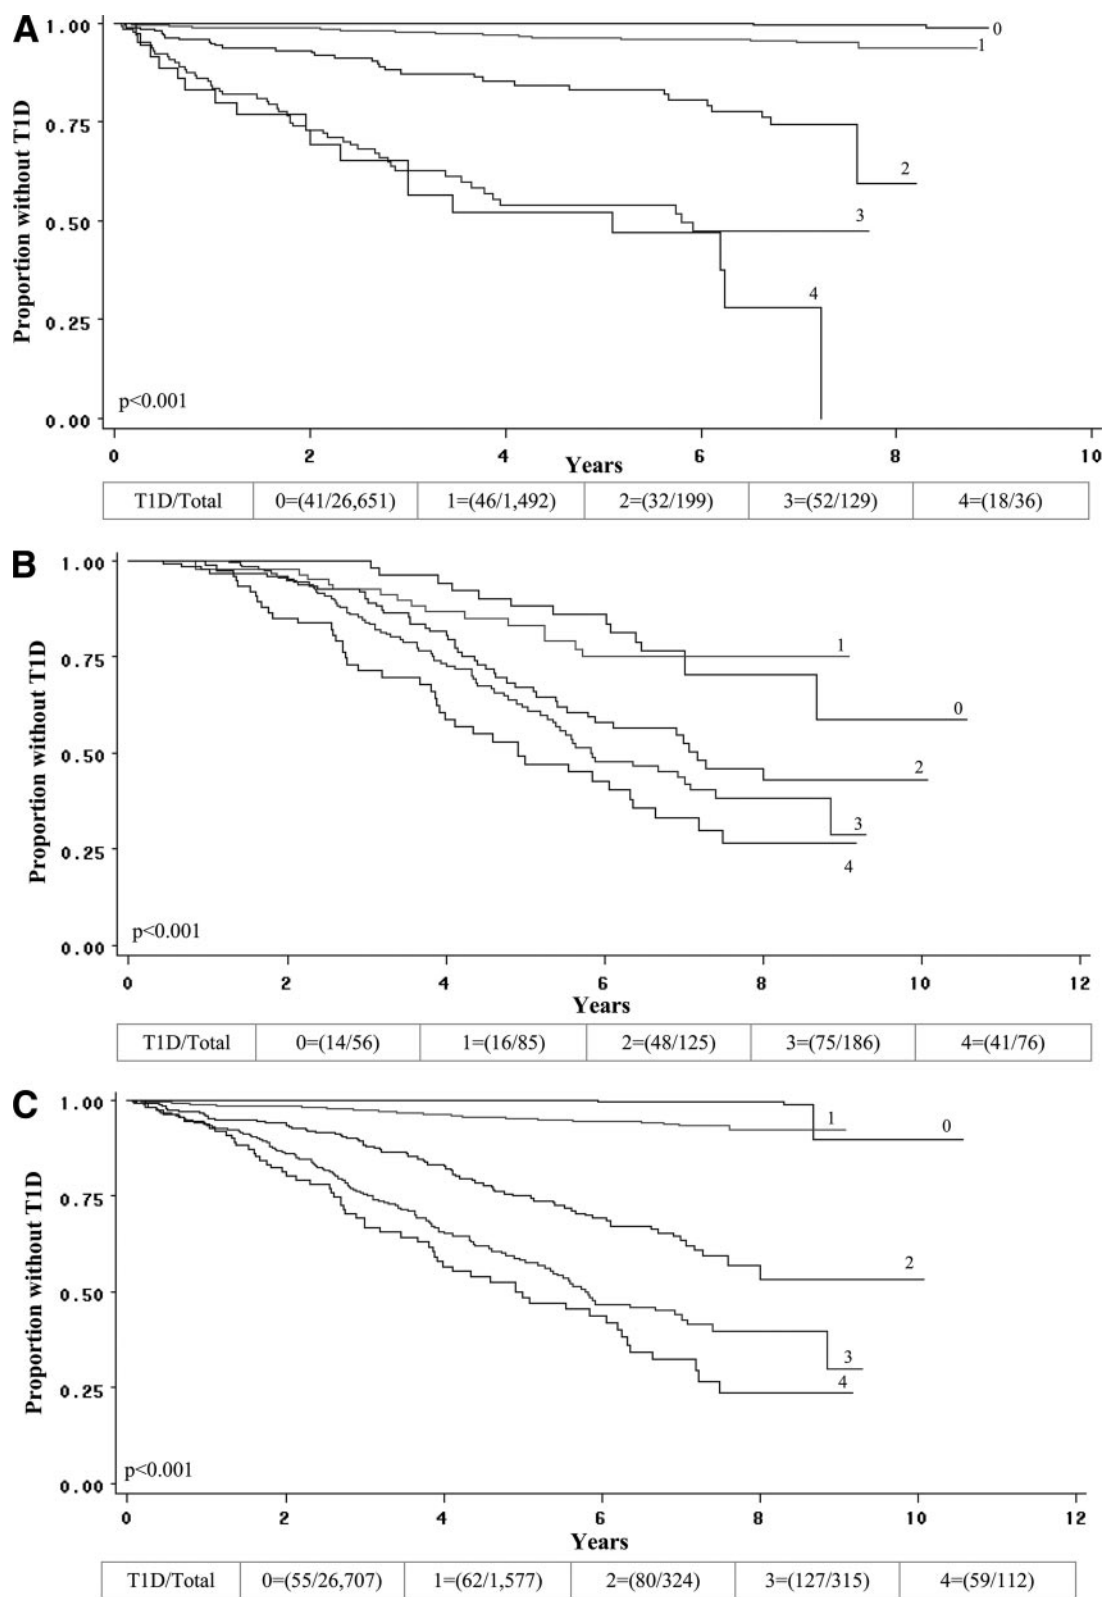 A
1.00
0
1
0.75
Proportion without T1D
2
3
0.50
4
0.25
p<0.001
0.00
0 2 4 6 8 10
Years
T1D/Total 0=(41/26,651) 1=(46/1,492) 2=(32/199) 3=(52/129) 4=(18/36)
B
1.00
1
0.75
0
Proportion without T1D
2
0.50
3
4
0.25
p<0.001
0.00
0 2 4 6 8 10 12
Years
T1D/Total 0=(14/56) 1=(16/85) 2=(48/125) 3=(75/186) 4=(41/76)
C
1.00
1
0
0.75
Proportion without T1D
2
0.50
3
4
0.25
p<0.001
0.00
0 2 4 6 8 10 12
Years
T1D/Total 0=(55/26,707) 1=(62/1,577) 2=(80/324) 3=(127/315) 4=(59/112)